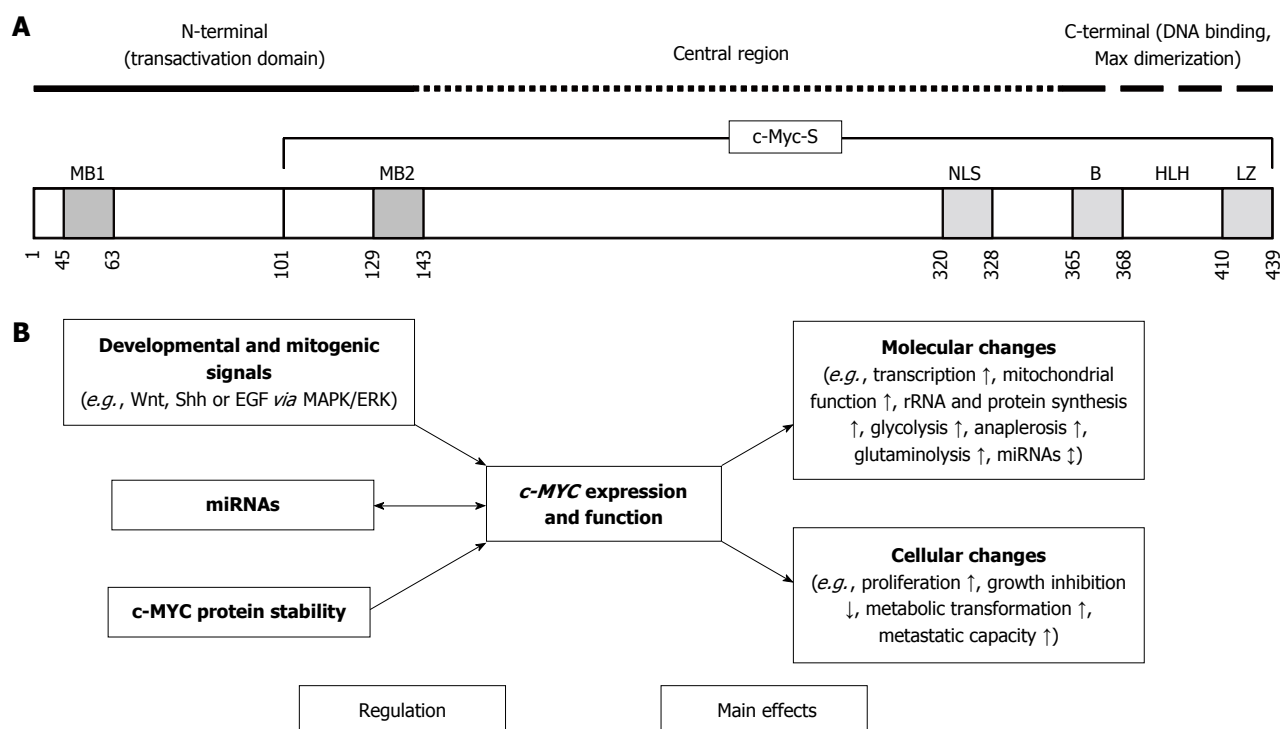 A
N-terminal
(transactivation domain)
Central region
C-terminal (DNA binding,
Max dimerization)
c-Myc-S
MB1
MB2
NLS
B
HLH
LZ
1
45
63
101
129
143
320
328
365
368
410
439
B
Developmental and mitogenic
signals
(e.g., Wnt, Shh or EGF via MAPK/ERK)
miRNAs
c-MYC protein stability
c-MYC expression
and function
Molecular changes
(e.g., transcription ↑, mitochondrial
function ↑, rRNA and protein synthesis
↑, glycolysis ↑, anaplerosis ↑,
glutaminolysis ↑, miRNAs ↕)
Cellular changes
(e.g., proliferation ↑, growth inhibition
↓, metabolic transformation ↑,
metastatic capacity ↑)
Regulation
Main effects